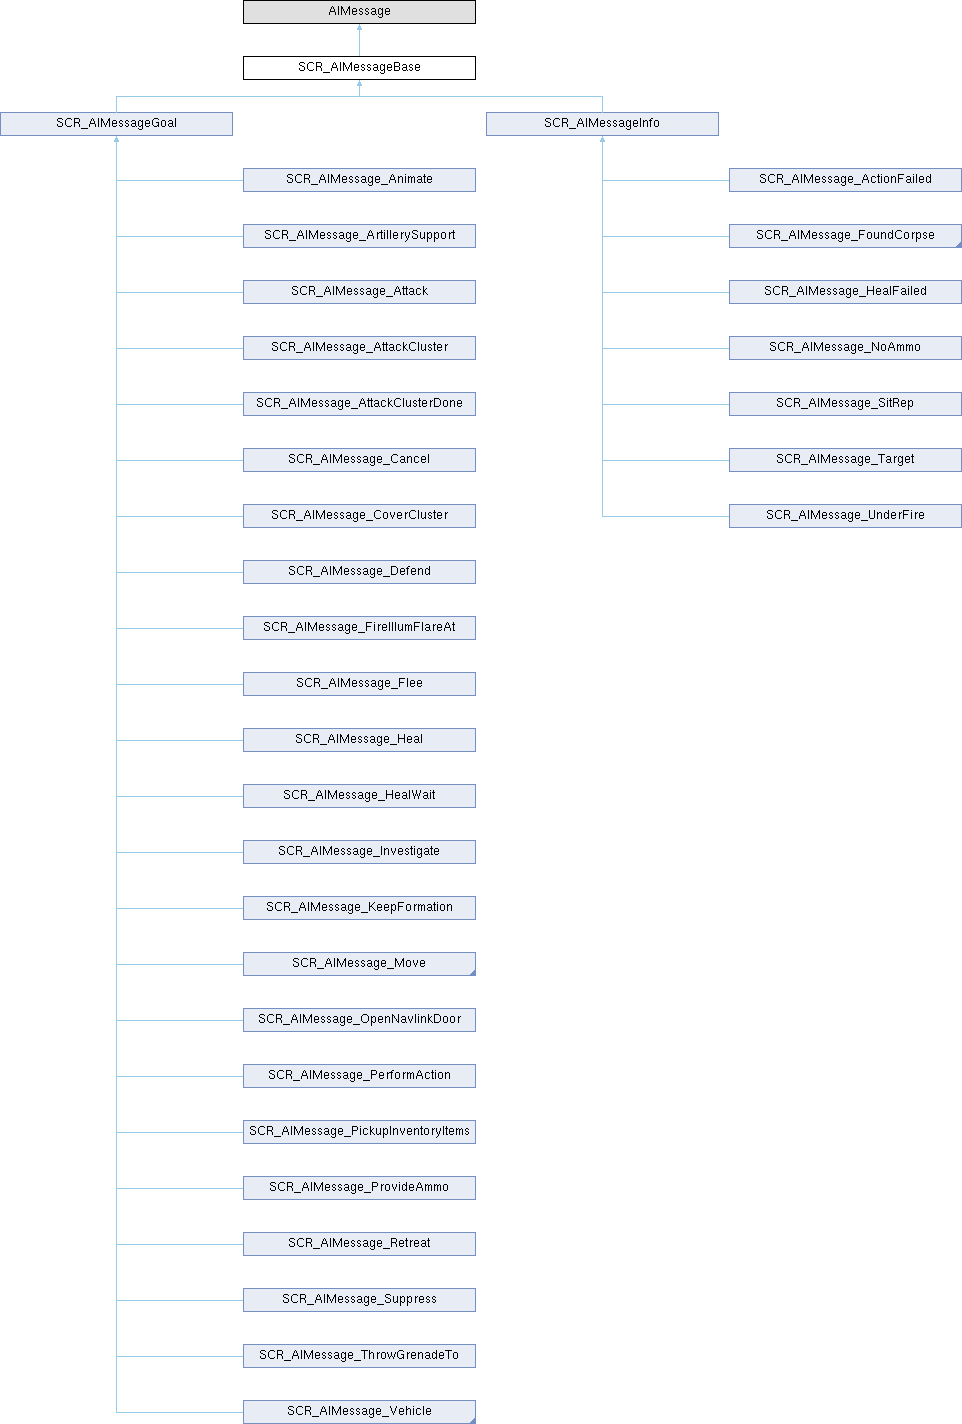 AIMessage
SCR_AIMessageBase
SCR_AIMessageGoal
SCR_AIMessageInfo
SCR_AIMessage_Animate
SCR_AIMessage_ActionFailed
SCR_AIMessage_ArtillerySupport
SCR_AIMessage_FoundCorpse
SCR_AIMessage_Attack
SCR_AIMessage_HealFailed
SCR_AIMessage_AttackCluster
SCR_AIMessage_NoAmmo
SCR_AIMessage_AttackClusterDone
SCR_AIMessage_SitRep
SCR_AIMessage_Cancel
SCR_AIMessage_Target
SCR_AIMessage_CoverCluster
SCR_AIMessage_UnderFire
SCR_AIMessage_Defend
SCR_AIMessage_FireIllumFlareAt
SCR_AIMessage_Flee
SCR_AIMessage_Heal
SCR_AIMessage_HealWait
SCR_AIMessage_Investigate
SCR_AIMessage_KeepFormation
SCR_AIMessage_Move
SCR_AIMessage_OpenNavlinkDoor
SCR_AIMessage_PerformAction
SCR_AIMessage_PickupInventoryItems
SCR_AIMessage_ProvideAmmo
SCR_AIMessage_Retreat
SCR_AIMessage_Suppress
SCR_AIMessage_ThrowGrenadeTo
SCR_AIMessage_Vehicle